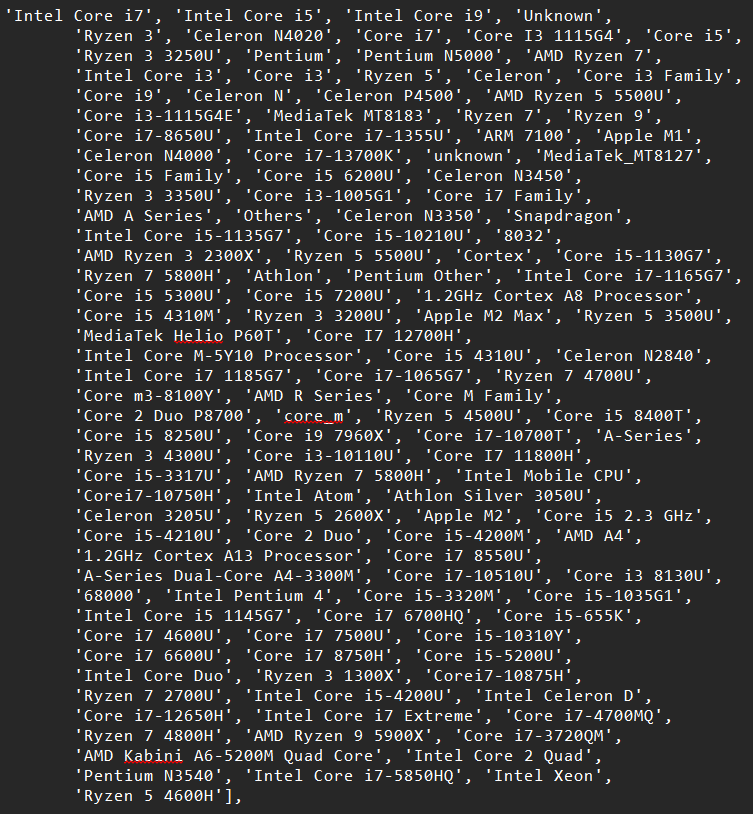 'Intel Core i7', 'Intel Core i5', 'Intel Core i9', 'Unknown',
'Ryzen 3', 'Celeron N4020', 'Core i7', 'Core I3 1115G4', 'Core i5',
'Ryzen 3 3250U', 'Pentium', 'Pentium N5000', 'AMD Ryzen 7',
'Intel Core i3', 'Core i3', 'Ryzen 5', 'Celeron', 'Core i3 Family',
'Core i9', 'Celeron N', 'Celeron P4500', 'AMD Ryzen 5 5500U',
'Core i3-1115G4E', 'MediaTek MT8183', 'Ryzen 7', 'Ryzen 9',
'Core i7-8650U', 'Intel Core i7-1355U', 'ARM 7100', 'Apple M1',
'Celeron N4000', 'Core i7-13700K', 'unknown', 'MediaTek_MT8127',
'Core i5 Family', 'Core i5 6200U', 'Celeron N3450',
'Ryzen 3 3350U', 'Core i3-1005G1', 'Core i7 Family',
'AMD A Series', 'Others', 'Celeron N3350', 'Snapdragon',
'Intel Core i5-1135G7', 'Core i5-10210U', '8032',
'AMD Ryzen 3 2300X', 'Ryzen 5 5500U', 'Cortex', 'Core i5-1130G7',
'Ryzen 7 5800H', 'Athlon', 'Pentium Other', 'Intel Core i7-1165G7',
'Core i5 5300U', 'Core i5 7200U', '1.2GHz Cortex A8 Processor',
'Core i5 4310M', 'Ryzen 3 3200U', 'Apple M2 Max', 'Ryzen 5 3500U',
'MediaTek Helio P60T', 'Core I7 12700H',
'Intel Core M-5Y10 Processor', 'Core i5 4310U', 'Celeron N2840',
'Intel Core i7 1185G7', 'Core i7-1065G7', 'Ryzen 7 4700U',
'Core m3-8100Y', 'AMD R Series', 'Core M Family',
'Core 2 Duo P8700', 'core_m', 'Ryzen 5 4500U', 'Core i5 8400T',
'Core i5 8250U', 'Core i9 7960X', 'Core i7-10700T', 'A-Series',
'Ryzen 3 4300U', 'Core i3-10110U', 'Core I7 11800H',
'Core i5-3317U', 'AMD Ryzen 7 5800H', 'Intel Mobile CPU',
'Corei7-10750H', 'Intel Atom', 'Athlon Silver 3050U',
'Celeron 3205U', 'Ryzen 5 2600X', 'Apple M2', 'Core i5 2.3 GHz',
'Core i5-4210U', 'Core 2 Duo', 'Core i5-4200M', 'AMD A4',
'1.2GHz Cortex A13 Processor', 'Core i7 8550U',
'A-Series Dual-Core A4-3300M', 'Core i7-10510U', 'Core i3 8130U',
'68000', 'Intel Pentium 4', 'Core i5-3320M', 'Core i5-1035G1',
'Intel Core i5 1145G7', 'Core i7 6700HQ', 'Core i5-655K',
'Core i7 4600U', 'Core i7 7500U', 'Core i5-10310Y',
'Core i7 6600U', 'Core i7 8750H', 'Core i5-5200U',
'Intel Core Duo', 'Ryzen 3 1300X', 'Corei7-10875H',
'Ryzen 7 2700U', 'Intel Core i5-4200U', 'Intel Celeron D',
'Core i7-12650H', 'Intel Core i7 Extreme', 'Core i7-4700MQ',
'Ryzen 7 4800H', 'AMD Ryzen 9 5900X', 'Core i7-3720QM',
'AMD Kabini A6-5200M Quad Core', 'Intel Core 2 Quad',
'Pentium N3540', 'Intel Core i7-5850HQ', 'Intel Xeon',
'Ryzen 5 4600H'],